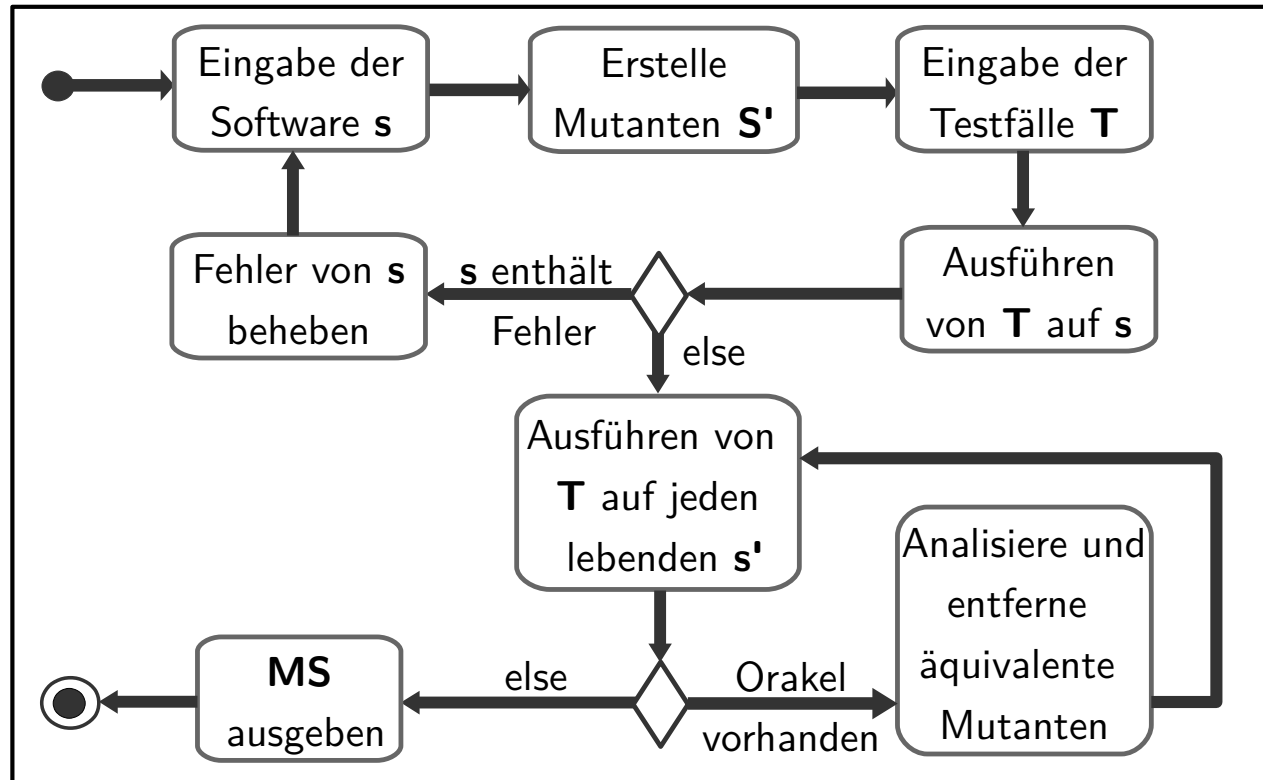 Eingabe der
Software s
Erstelle
Mutanten S'
Eingabe der
Testfälle T
Fehler von s
beheben
s enthält
Fehler
Ausführen
von T auf s
else
Ausführen von
T auf jeden
lebenden s'
Analisiere und
entferne
äquivalente
Mutanten
MS
ausgeben
else
Orakel
vorhanden